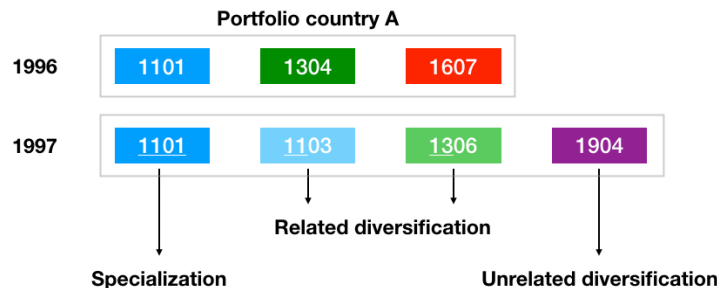 Portfolio country A
1996 1101 1304 1607
1997 1101 1103 1306 1904
Related diversification
Specialization Unrelated diversification